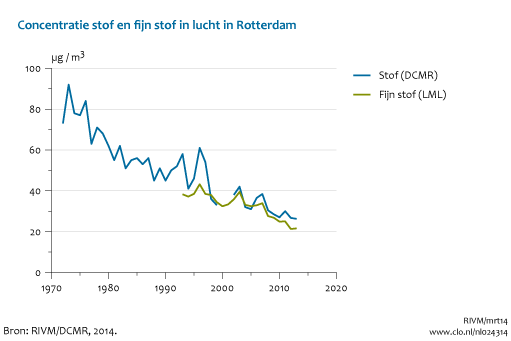 Concentratie stof en fijn stof in lucht in Rotterdam
µg / m³
100
80
60
40
20
0
1970 1980 1990 2000 2010 2020
Stof (DCMR)
Fijn stof (LML)
RIVM/mrt14
Bron: RIVM/DCMR, 2014.
www.clo.nl/nl024314